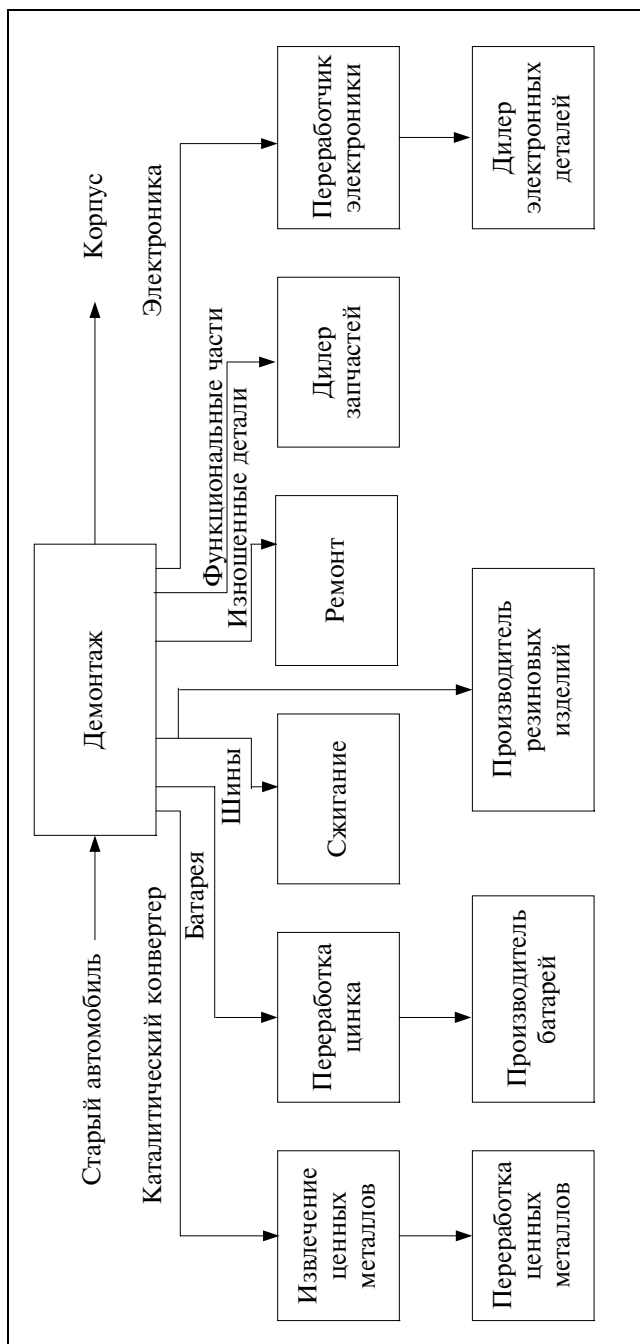 Старый автомобиль
Демонтаж
Корпус
Каталитический конвертер
Батарея
Шины
Изношенные детали
Функциональные части
Электроника
Извлечение
ценных
металлов
Переработка
цинка
Сжигание
Ремонт
Дилер
запчастей
Переработчик
электроники
Переработка
ценных
металлов
Производитель
батарей
Производитель
резиновых
изделий
Дилер
электронных
деталей